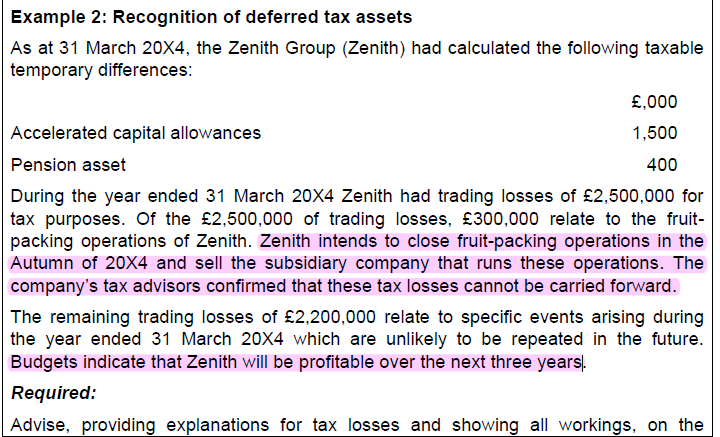 Example 2: Recognition of deferred tax assets
As at 31 March 20X4, the Zenith Group (Zenith) had calculated the following taxable
temporary differences:
£,000
Accelerated capital allowances 1,500
Pension asset 400
During the year ended 31 March 20X4 Zenith had trading losses of £2,500,000 for
tax purposes. Of the £2,500,000 of trading losses, £300,000 relate to the fruit-
packing operations of Zenith. Zenith intends to close fruit-packing operations in the
Autumn of 20X4 and sell the subsidiary company that runs these operations. The
company's tax advisors confirmed that these tax losses cannot be carried forward.
The remaining trading losses of £2,200,000 relate to specific events arising during
the year ended 31 March 20X4 which are unlikely to be repeated in the future.
Budgets indicate that Zenith will be profitable over the next three years.
Required:
Advise, providing explanations for tax losses and showing all workings, on the